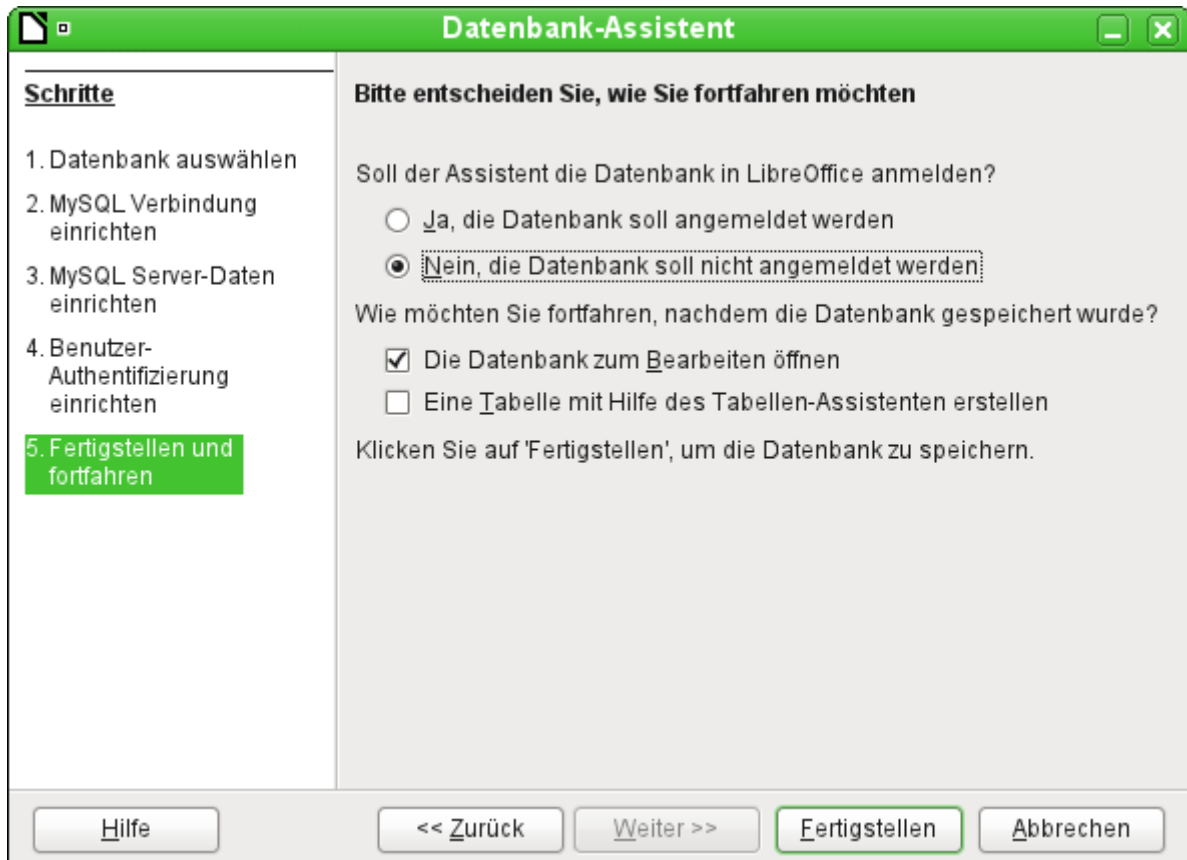 Datenbank-Assistent
Schritte
1. Datenbank auswählen
2. MySQL Verbindung
einrichten
3. MySQL Server-Daten
einrichten
4. Benutzer-
Authentifizierung
einrichten
5. Fertigstellen und
fortfahren
Bitte entscheiden Sie, wie Sie fortfahren möchten
Soll der Assistent die Datenbank in LibreOffice anmelden?
Ja, die Datenbank soll angemeldet werden
Nein, die Datenbank soll nicht angemeldet werden
Wie möchten Sie fortfahren, nachdem die Datenbank gespeichert wurde?
Die Datenbank zum Bearbeiten öffnen
Eine Tabelle mit Hilfe des Tabellen-Assistenten erstellen
Klicken Sie auf 'Fertigstellen', um die Datenbank zu speichern.
Hilfe
<< Zurück
Weiter >>
Fertigstellen
Abbrechen